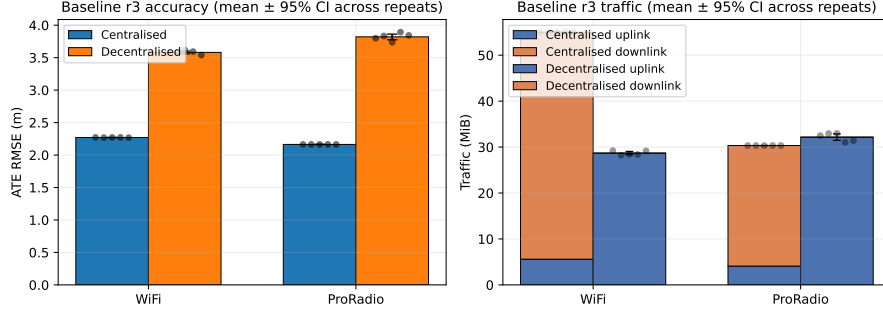 Baseline r3 accuracy (mean ± 95% CI across repeats)
ATE RMSE (m)
4.0
3.5
3.0
2.5
2.0
1.5
1.0
0.5
0.0
Centralised
Decentralised
WiFi
ProRadio
Baseline r3 traffic (mean ± 95% CI across repeats)
Traffic (MiB)
50
40
30
20
10
0
Centralised uplink
Centralised downlink
Decentralised uplink
Decentralised downlink
WiFi
ProRadio